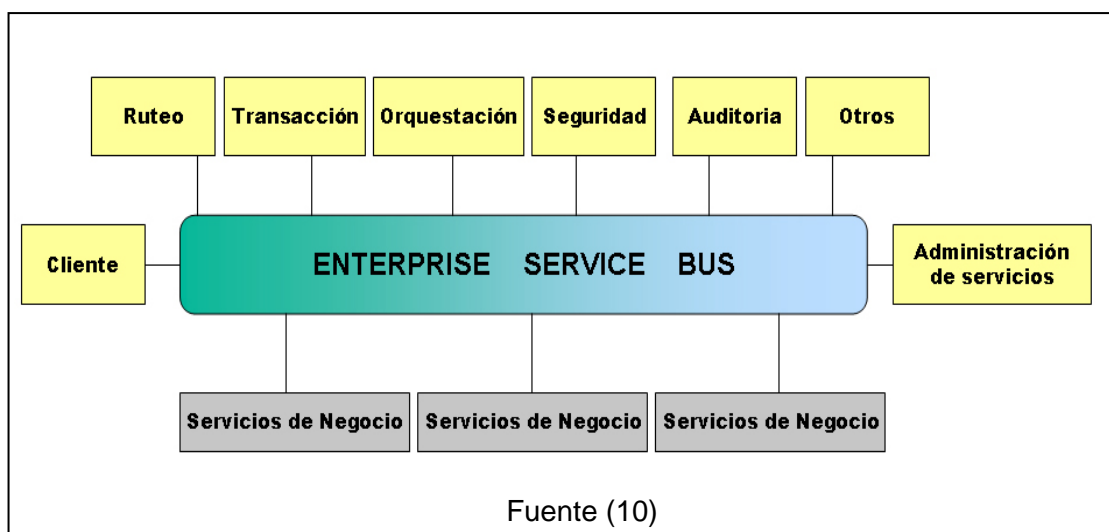 Ruteo
Transacción
Orquestación
Seguridad
Auditoria
Otros
Cliente
ENTERPRISE SERVICE BUS
Administración
de servicios
Servicios de Negocio
Servicios de Negocio
Servicios de Negocio
Fuente (10)